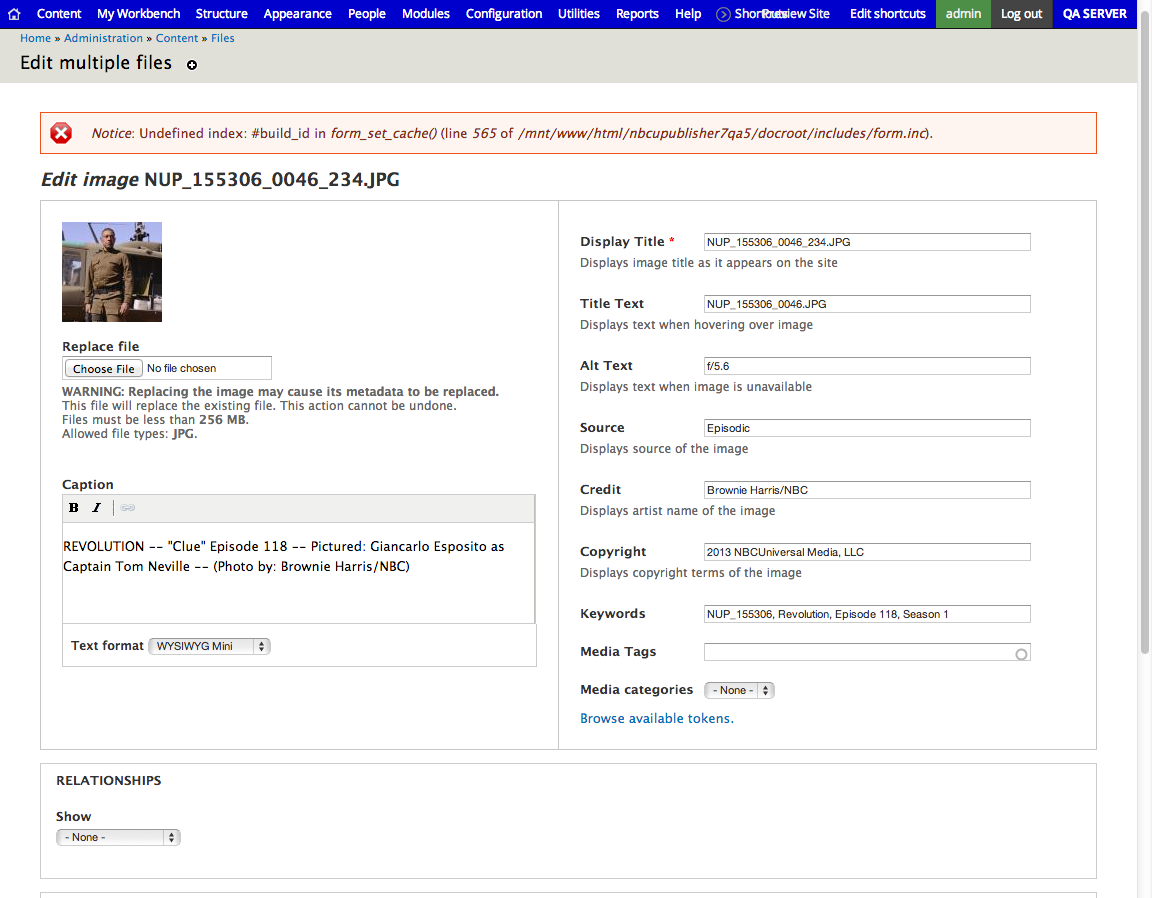 Content My Workbench Structure Appearance People Modules Content Configuration Utilities Reports Help Shortcuts Preview Site Edit shortcuts admin Log out QA SERVER
Home » Administration » Content » Files
Edit multiple files
Notice: Undefined index: #build_id in form_set_cache() (line 565 of /mnt/www/html/nbcupublisher7qa5/docroot/includes/form.inc).
Edit image NUP_155306_0046_234.JPG
Replace file
Choose File No file chosen
WARNING: Replacing the image may cause its metadata to be replaced.
This file will replace the existing file. This action cannot be undone.
Files must be less than 256 MB.
Allowed file types: JPG.
Caption
B I
REVOLUTION -- "Clue" Episode 118 -- Pictured: Giancarlo Esposito as
Captain Tom Neville -- (Photo by: Brownie Harris/NBC)
Text format WYSIWYG Mini
Display Title * NUP_155306_0046_234.JPG
Displays image title as it appears on the site
Title Text NUP_155306_0046.JPG
Displays text when hovering over image
Alt Text f/5.6
Displays text when image is unavailable
Source Episodic
Displays source of the image
Credit Brownie Harris/NBC
Displays artist name of the image
Copyright 2013 NBCUniversal Media, LLC
Displays copyright terms of the image
Keywords NUP_155306, Revolution, Episode 118, Season 1
Media Tags
Media categories - None -
Browse available tokens.
RELATIONSHIPS
Show
- None -